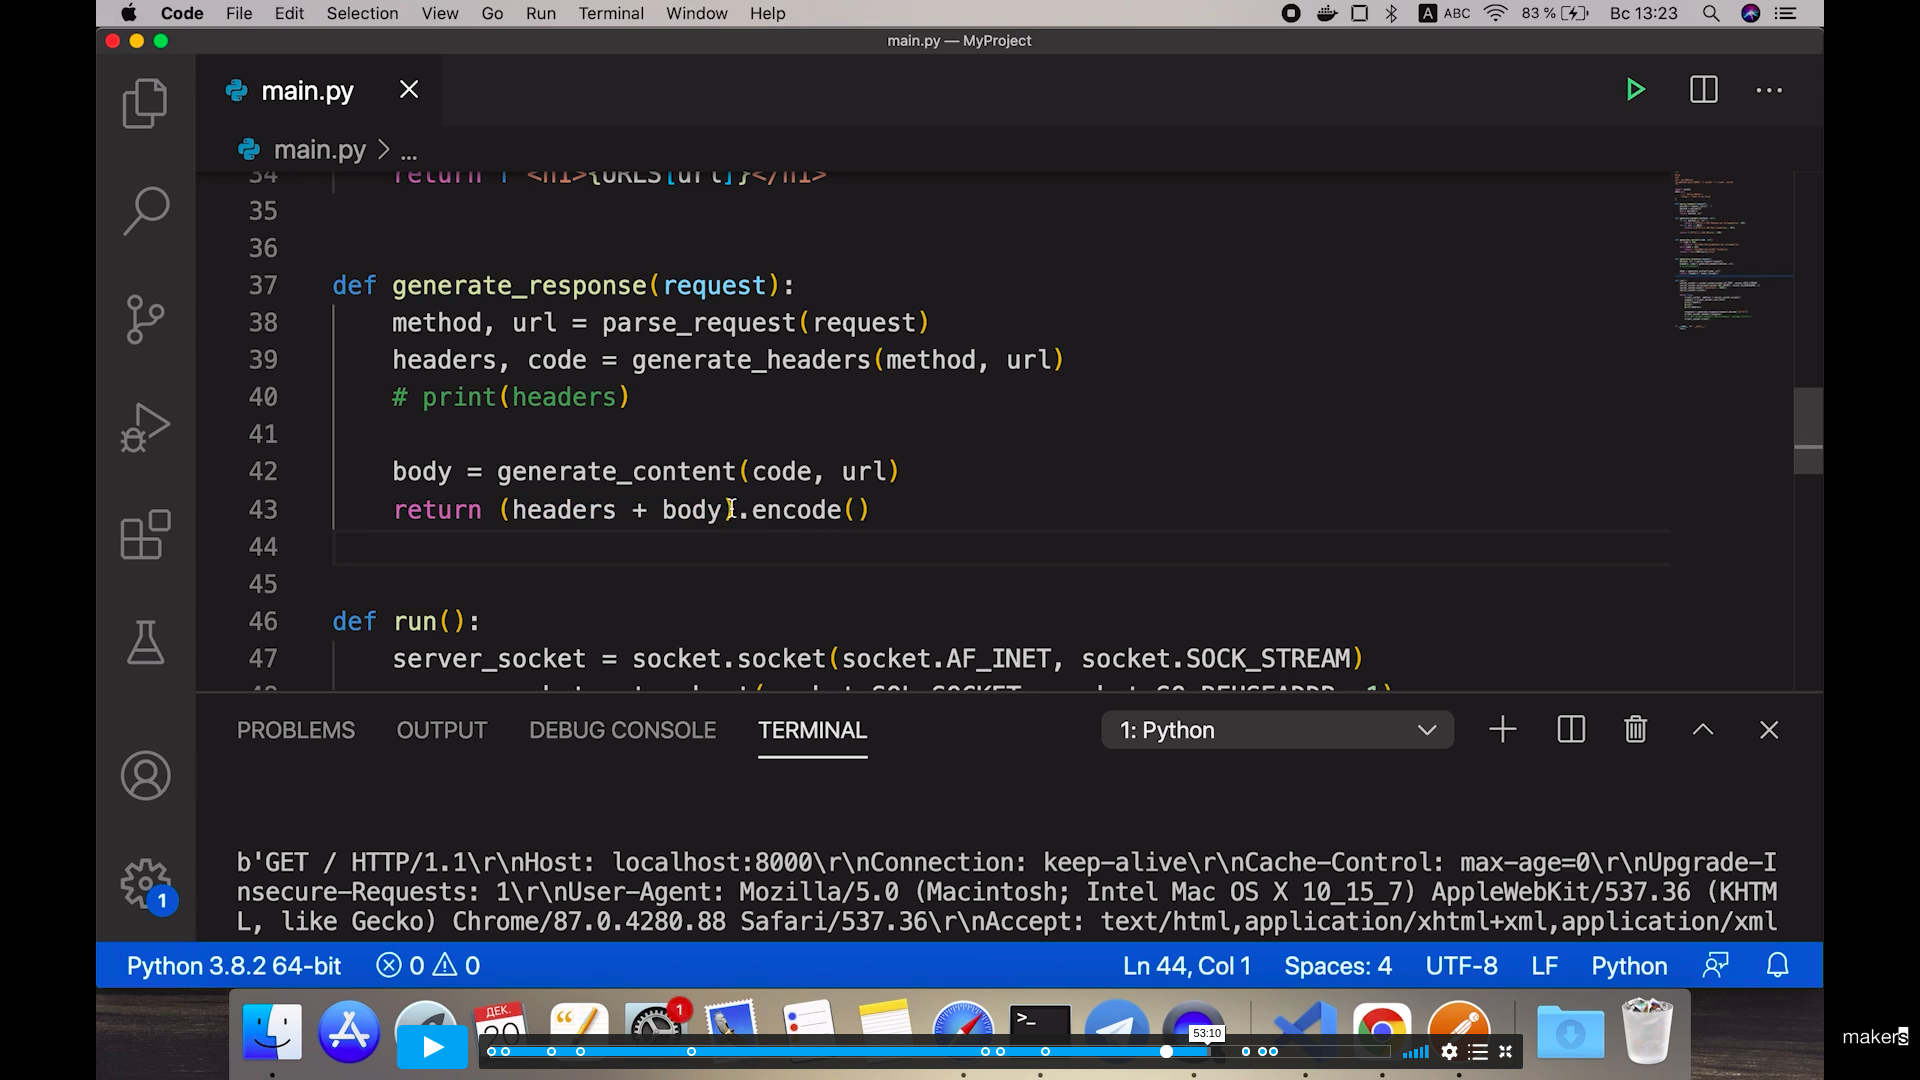 Code File Edit Selection View Go Run Terminal Window Help A ABC 83 % Вс 13:23
main.py — MyProject
main.py
main.py > ...
34 return f'<h1>{URLS[url]}</h1>
35
36
37 def generate_response(request):
38 method, url = parse_request(request)
39 headers, code = generate_headers(method, url)
40 # print(headers)
41
42 body = generate_content(code, url)
43 return (headers + body).encode()
44
45
46 def run():
47 server_socket = socket.socket(socket.AF_INET, socket.SOCK_STREAM)
PROBLEMS OUTPUT DEBUG CONSOLE TERMINAL 1: Python
b'GET / HTTP/1.1\r\nHost: localhost:8000\r\nConnection: keep-alive\r\nCache-Control: max-age=0\r\nUpgrade-I
nsecure-Requests: 1\r\nUser-Agent: Mozilla/5.0 (Macintosh; Intel Mac OS X 10_15_7) AppleWebKit/537.36 (KHTM
L, like Gecko) Chrome/87.0.4280.88 Safari/537.36\r\nAccept: text/html,application/xhtml+xml,application/xml
1
Python 3.8.2 64-bit 0 0 Ln 44, Col 1 Spaces: 4 UTF-8 LF Python
ДЕК.
1
>_
53:10
makers